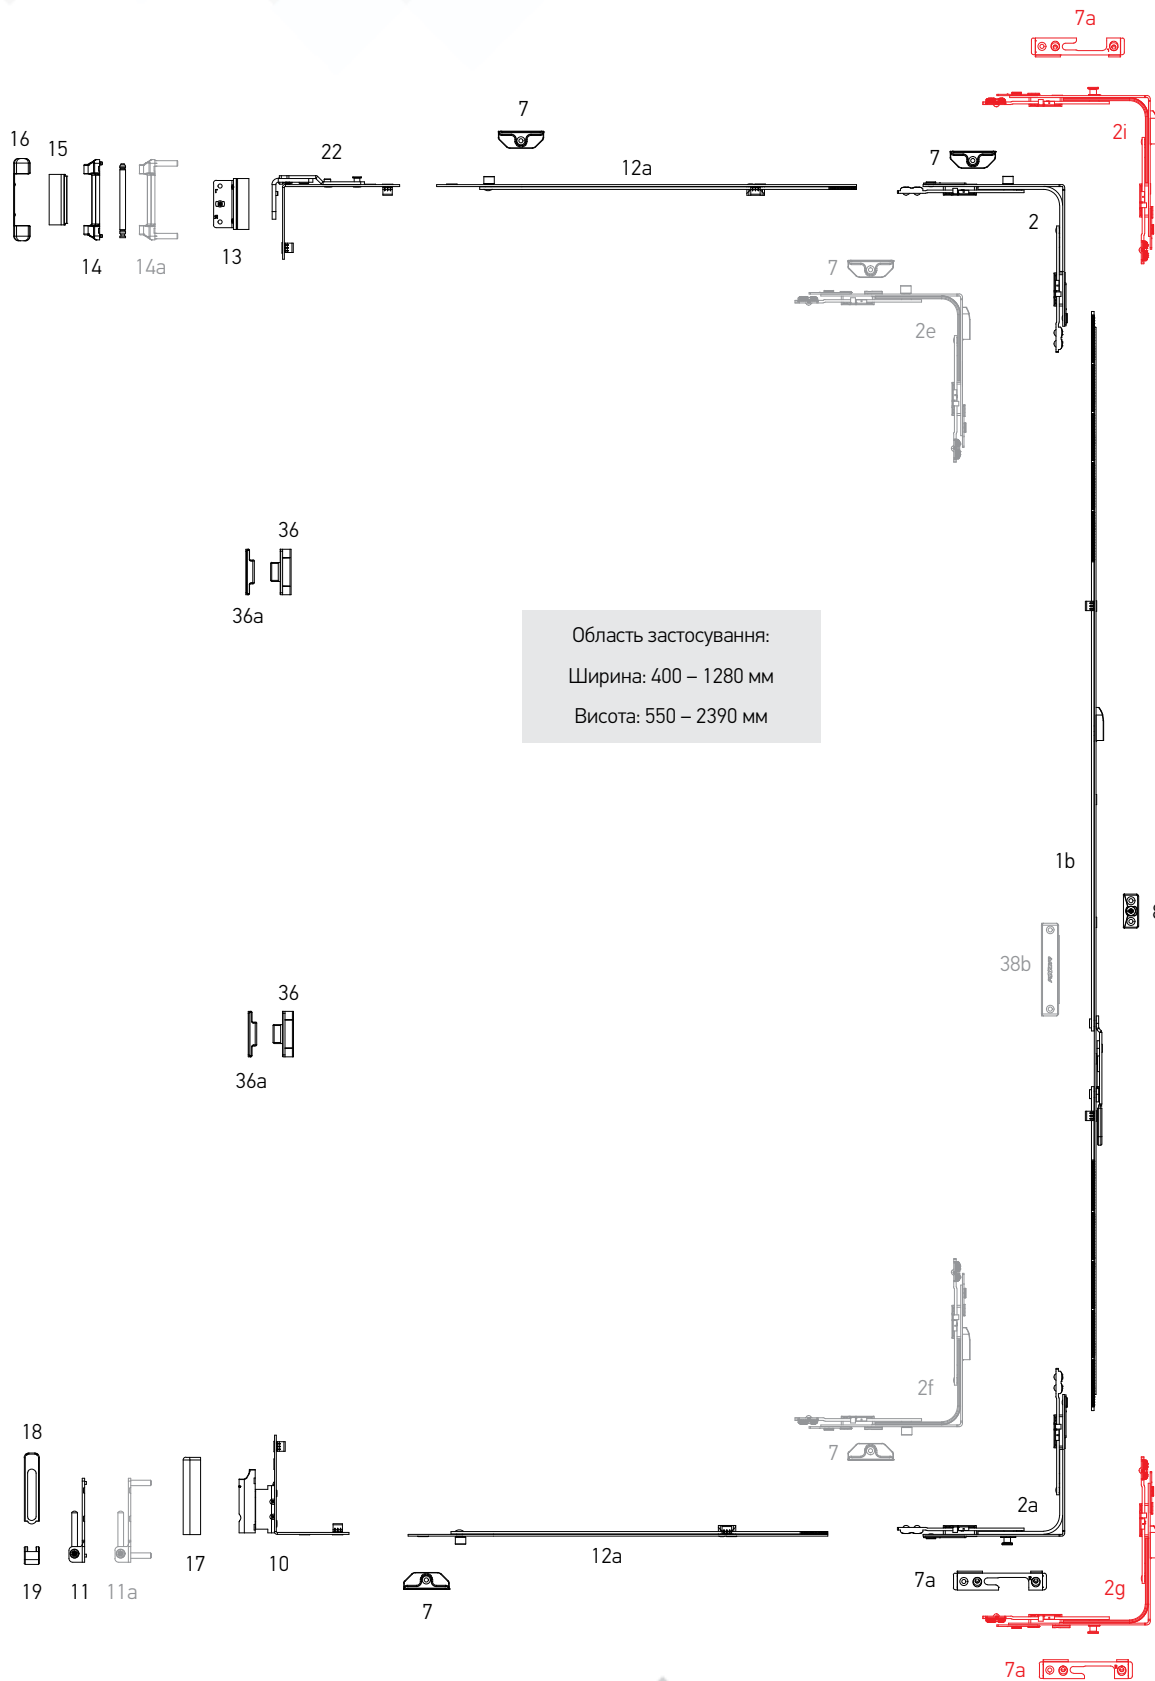 7a
7
16
15
22
12a
7
2i
2
14
14a
13
7
2e
36
36a
Область застосування:
Ширина: 400 – 1280 мм
Висота: 550 – 2390 мм
1b
38b
36
36a
2f
18
7
2a
17
10
12a
7a
2g
19
11
11a
7
7a